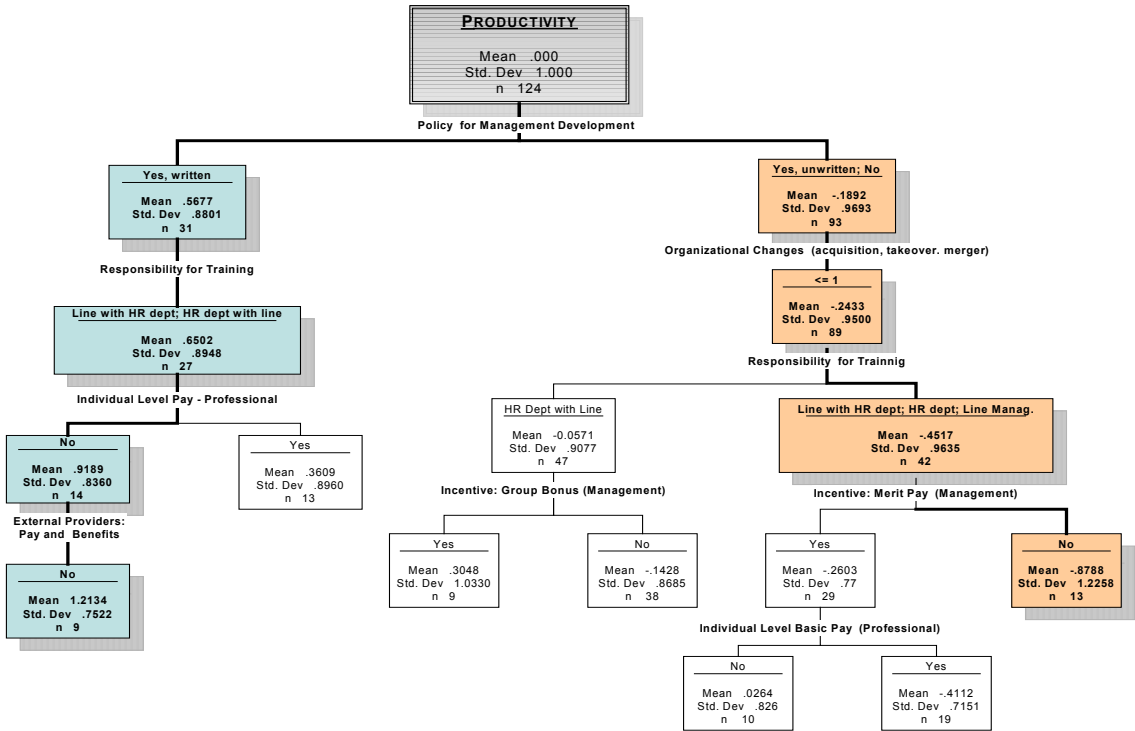 PRODUCTIVITY
Mean .000
Std. Dev 1.000
n 124
Policy for Management Development
Yes, written
Mean .5677
Std. Dev .8801
n 31
Yes, unwritten; No
Mean -.1892
Std. Dev .9693
n 93
Responsibility for Training
Organizational Changes (acquisition, takeover. merger)
Line with HR dept; HR dept with line
Mean .6502
Std. Dev .8948
n 27
<= 1
Mean -.2433
Std. Dev .9500
n 89
Individual Level Pay - Professional
Responsibility for Trainnig
No
Mean .9189
Std. Dev .8360
n 14
Yes
Mean .3609
Std. Dev .8960
n 13
HR Dept with Line
Mean -0.0571
Std. Dev .9077
n 47
Line with HR dept; HR dept; Line Manag.
Mean -.4517
Std. Dev .9635
n 42
External Providers:
Pay and Benefits
Incentive: Group Bonus (Management)
Incentive: Merit Pay (Management)
No
Mean 1.2134
Std. Dev .7522
n 9
Yes
Mean .3048
Std. Dev 1.0330
n 9
No
Mean -.1428
Std. Dev .8685
n 38
Yes
Mean -.2603
Std. Dev .77
n 29
No
Mean -.8788
Std. Dev 1.2258
n 13
Individual Level Basic Pay (Professional)
No
Mean .0264
Std. Dev .826
n 10
Yes
Mean -.4112
Std. Dev .7151
n 19